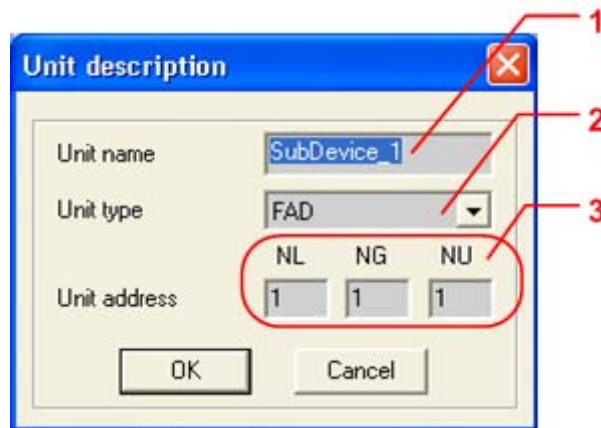 1
Unit description
2
Unit name SubDevice_1
Unit type FAD
3
NL NG NU
Unit address 1 1 1
OK Cancel